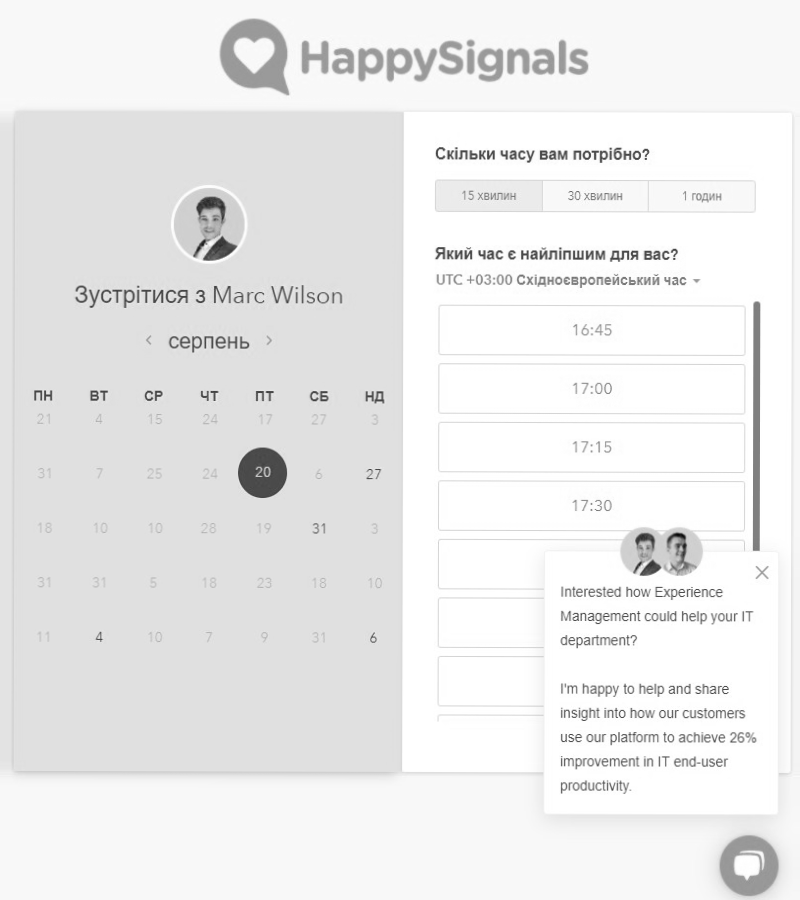 HappySignals
Зустрітися з Marc Wilson
серпень
ПН ВТ СР ЧТ ПТ СБ НД
21 4 15 24 17 27 3
31 7 25 24 20 6 27
18 10 10 28 19 31 3
31 31 5 18 23 18 10
11 4 10 7 9 31 6
Скільки часу вам потрібно?
15 хвилин 30 хвилин 1 годин
Який час є найліпшим для вас?
UTC +03:00 Східноєвропейський час
16:45
17:00
17:15
17:30
Interested how Experience
Management could help your IT
department?
I'm happy to help and share
insight into how our customers
use our platform to achieve 26%
improvement in IT end-user
productivity.